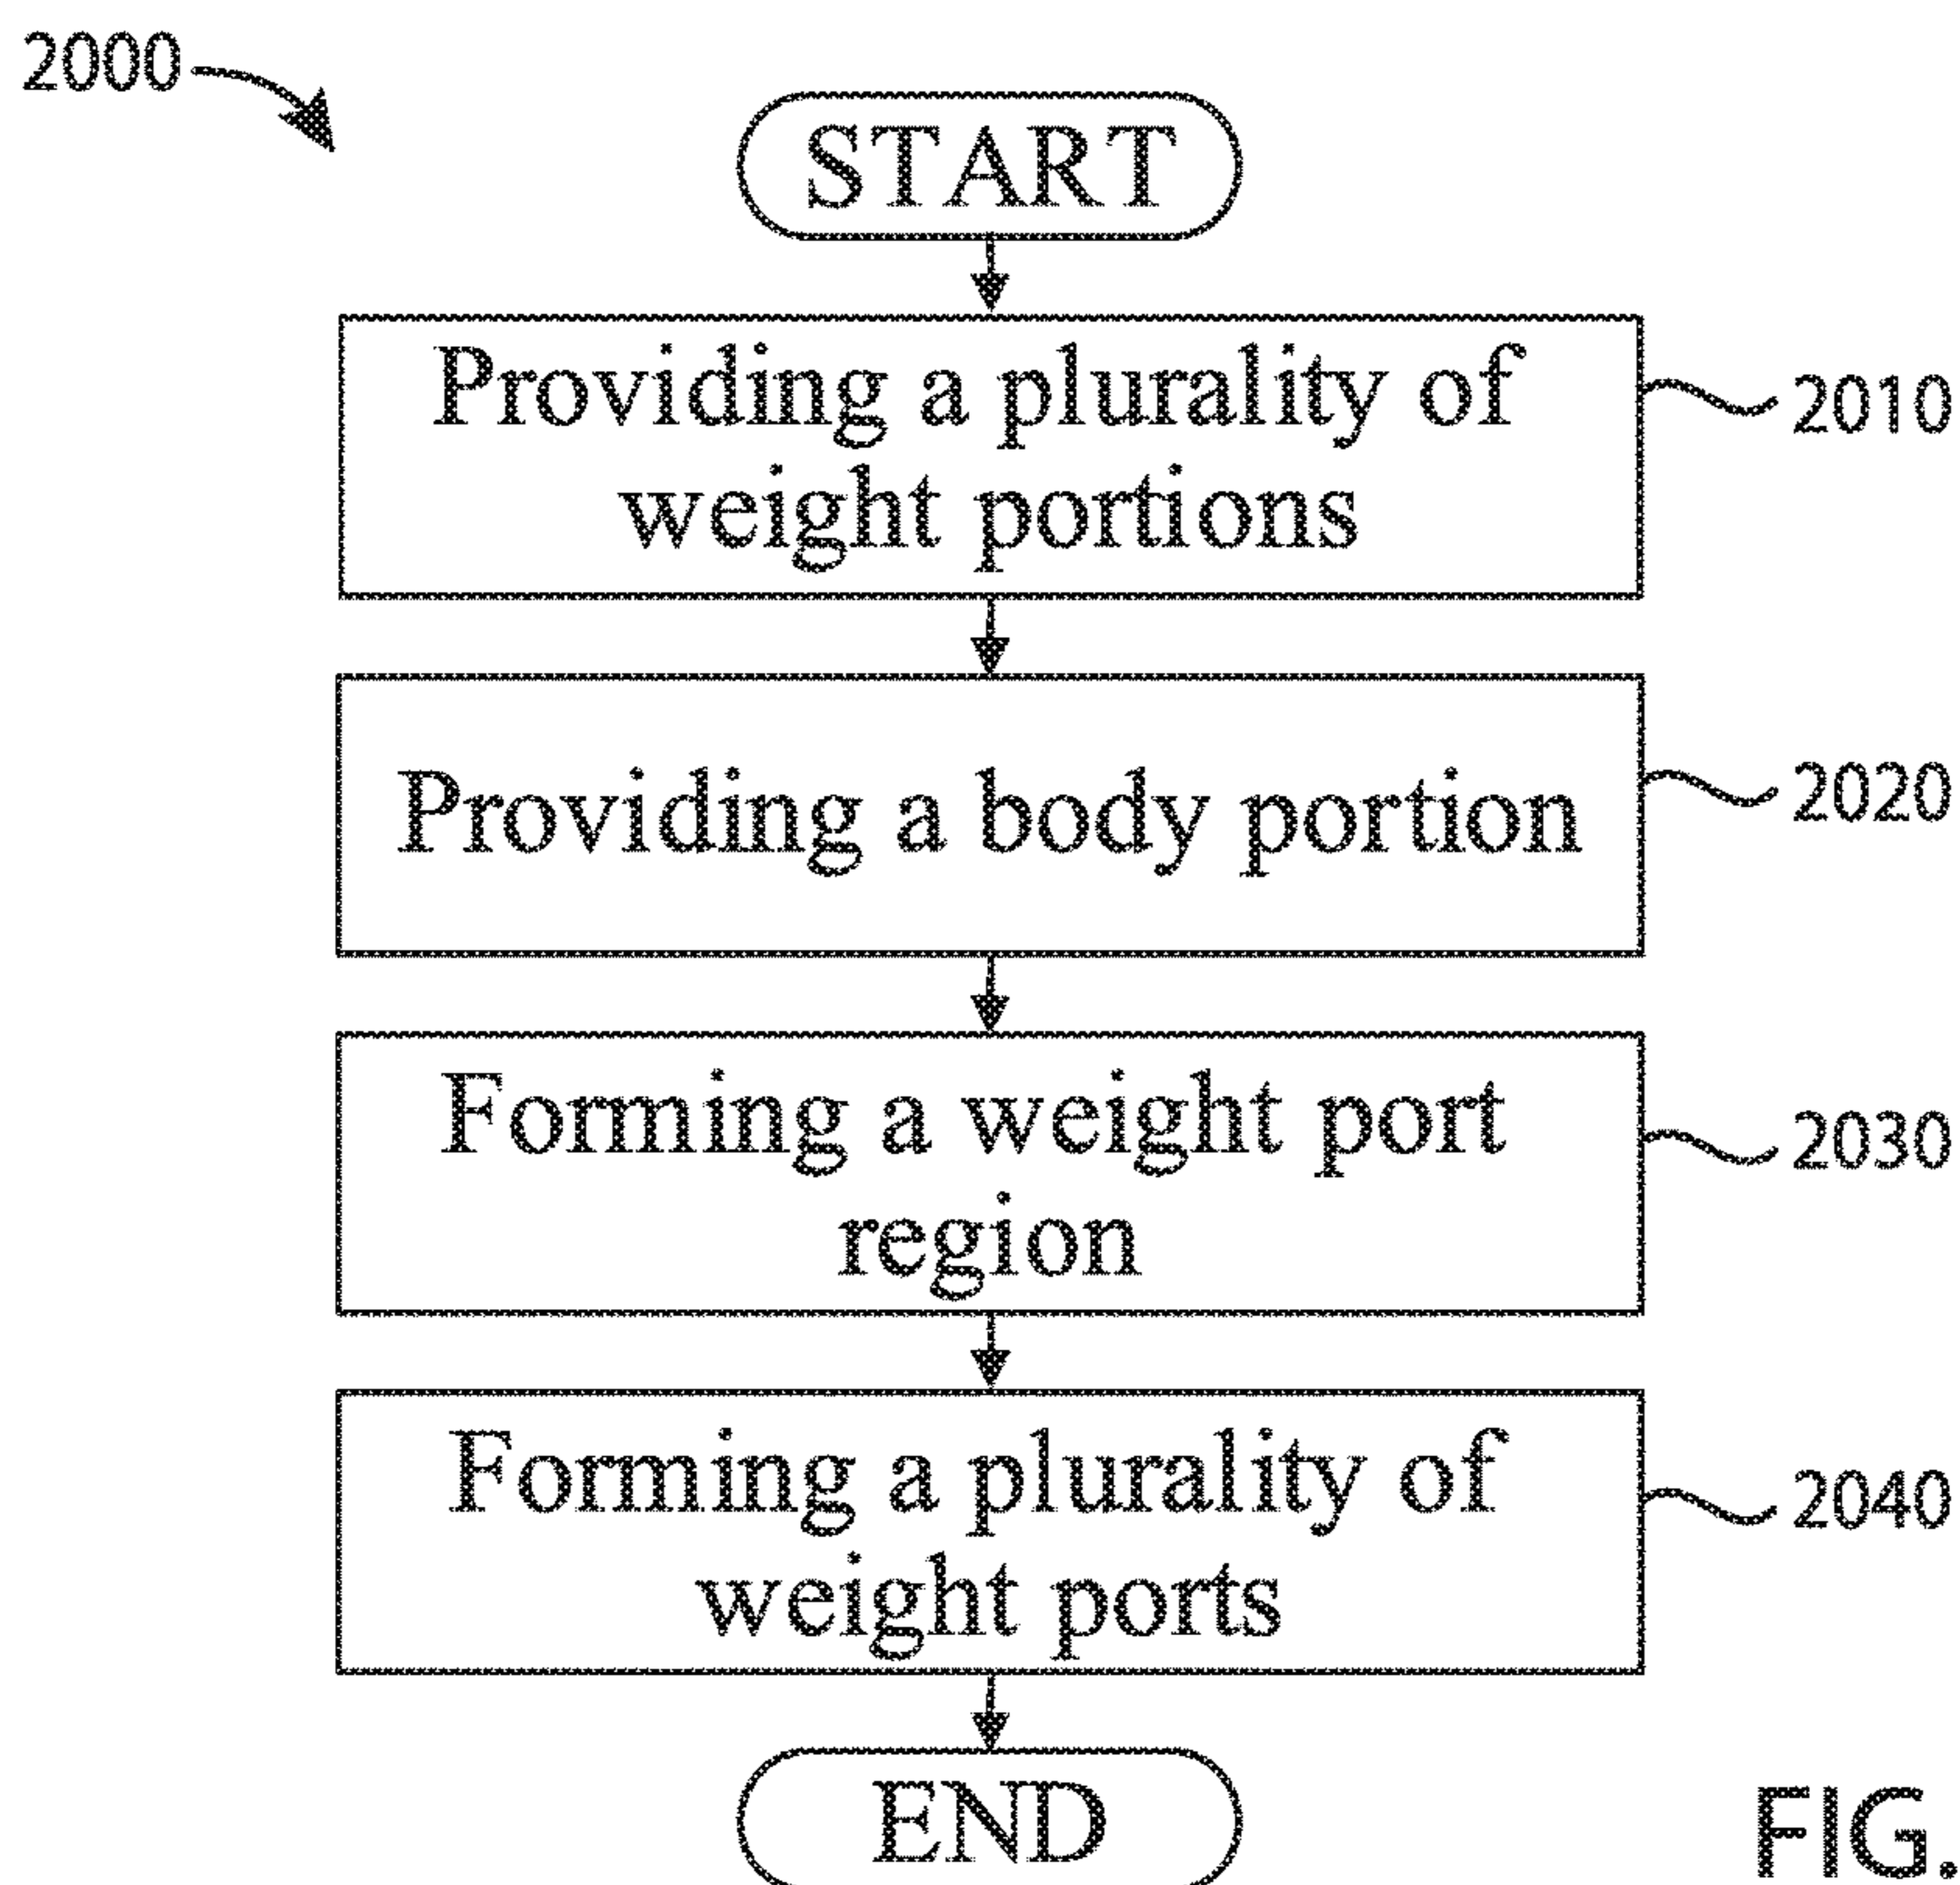 2000
START
Providing a plurality of
weight portions
2010
Providing a body portion
2020
Forming a weight port
region
2030
Forming a plurality of
weight ports
2040
END
FIG.